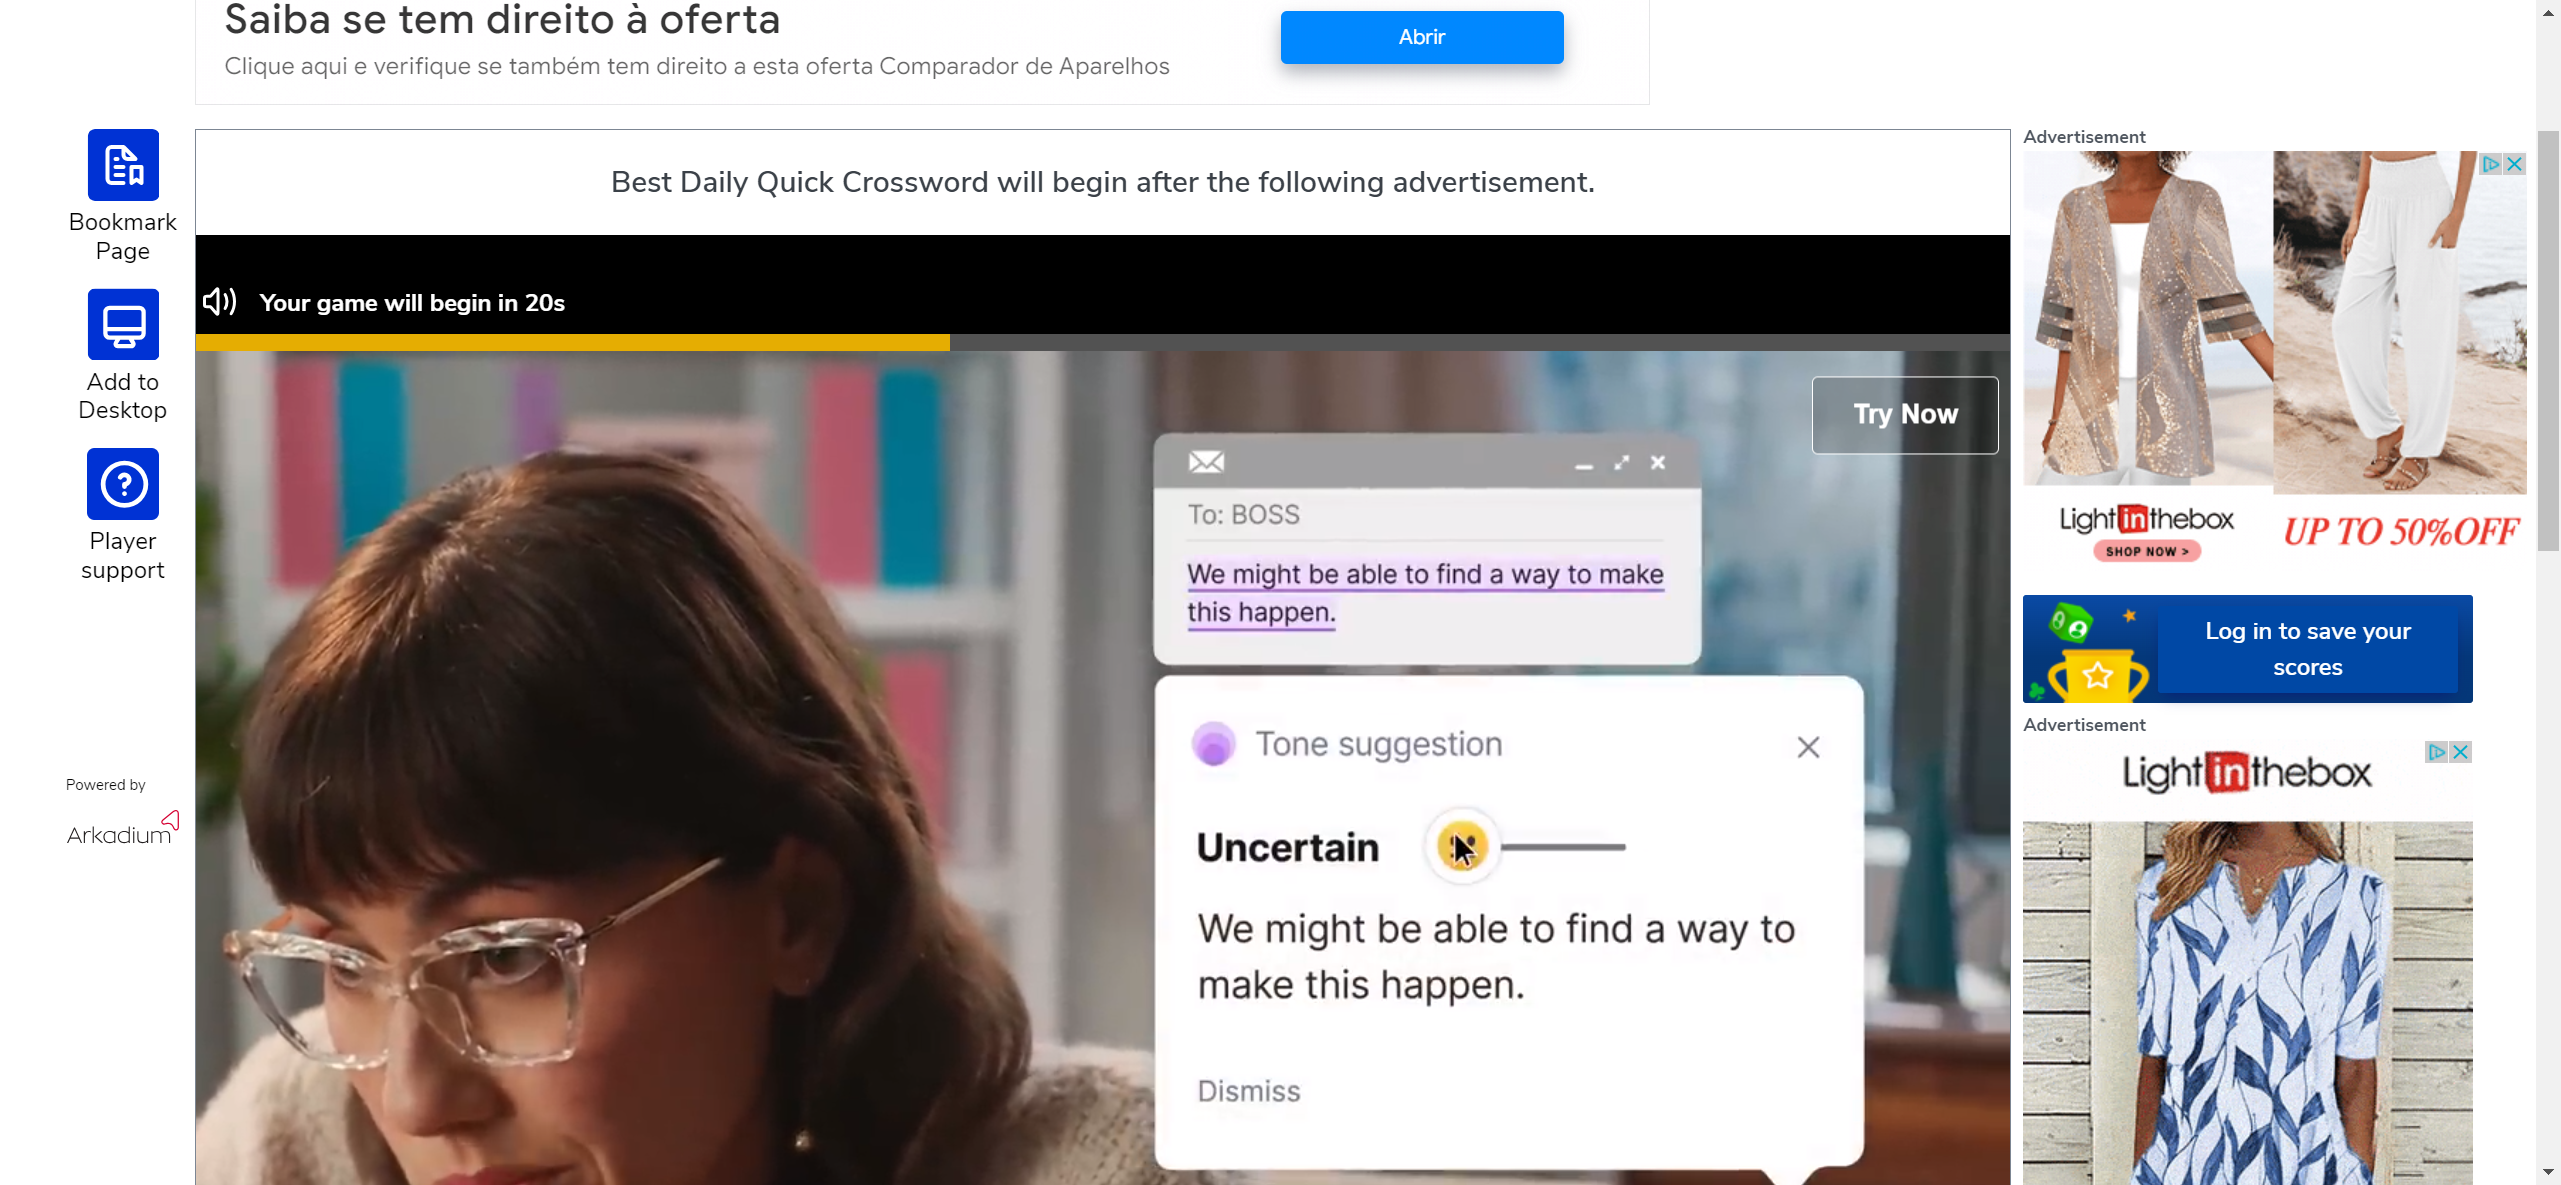 Saiba se tem direito à oferta
Clique aqui e verifique se também tem direito a esta oferta Comparador de Aparelhos
Abrir
Bookmark
Page
Add to
Desktop
Player
support
Powered by
Arkadium
Best Daily Quick Crossword will begin after the following advertisement.
Your game will begin in 20s
Try Now
To: BOSS
We might be able to find a way to make
this happen.
Tone suggestion
Uncertain
We might be able to find a way to
make this happen.
Dismiss
Advertisement
Lightinthebox
SHOP NOW >
UP TO 50%OFF
Log in to save your
scores
Advertisement
Lightinthebox